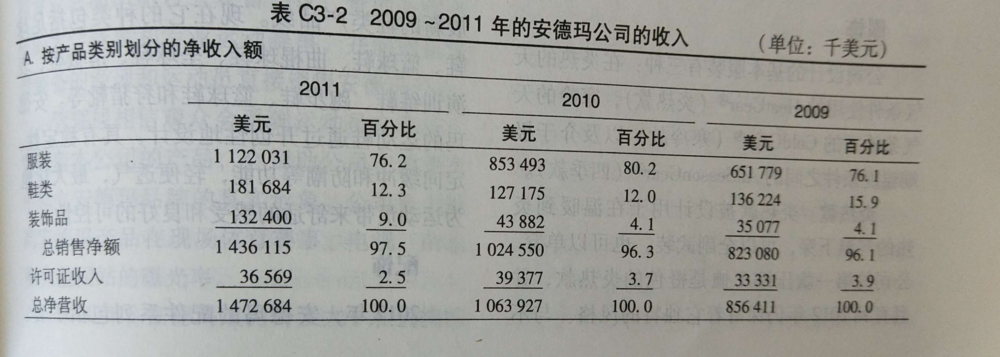 表 C3-2 2009 ~2011 年的安德玛公司的收入 (单位：千美元)
A. 按产品类别划分的净收入额
2011 2010 2009
美元 百分比 美元 百分比 美元 百分比
服装 1 122 031 76. 2 853 493 80. 2 651 779 76. 1
鞋类 181 684 12. 3 127 175 12. 0 136 224 15. 9
装饰品 132 400 9. 0 43 882 4. 1 35 077 4. 1
总销售净额 1 436 115 97. 5 1 024 550 96. 3 823 080 96. 1
许可证收入 36 569 2. 5 39 377 3. 7 33 331 3. 9
总净营收 1 472 684 100. 0 1 063 927 100. 0 856 411 100. 0